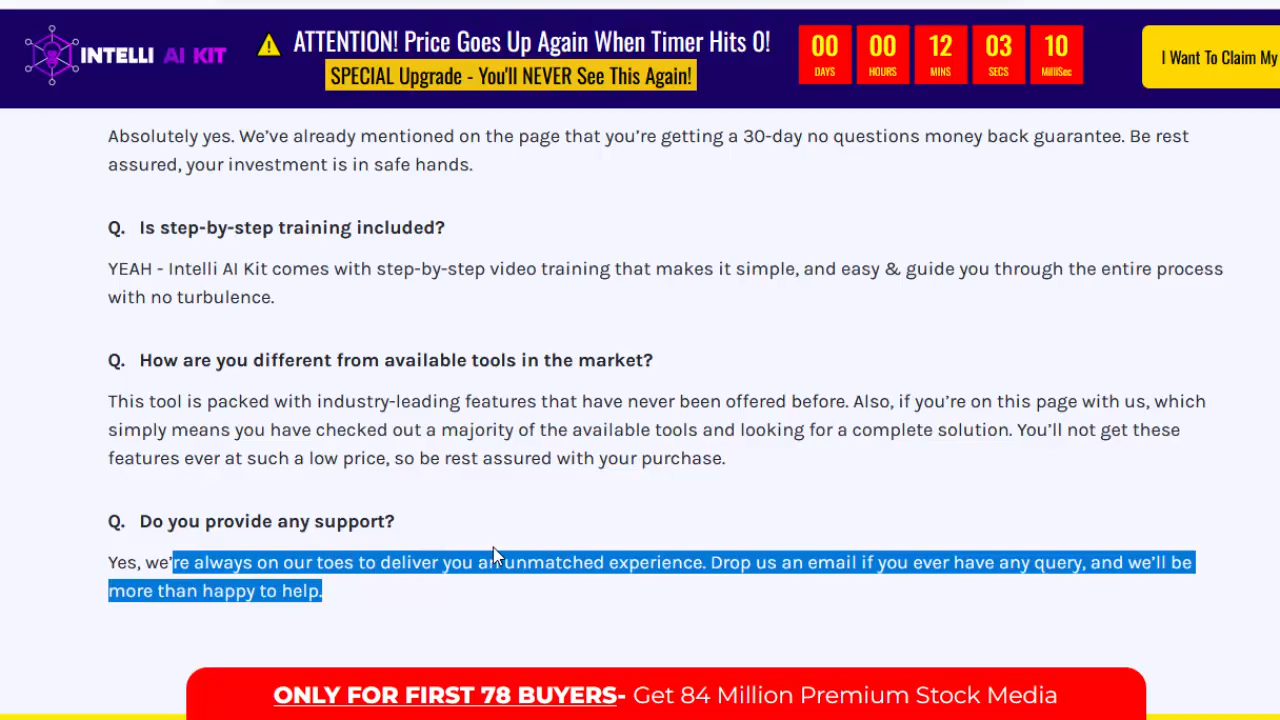 INTELLI AI KIT
ATTENTION! Price Goes Up Again When Timer Hits 0!
SPECIAL Upgrade - You'll NEVER See This Again!
00 00 12 03 10
DAYS HOURS MINS SECS MilliSec
I Want To Claim My
Absolutely yes. We’ve already mentioned on the page that you’re getting a 30-day no questions money back guarantee. Be rest
assured, your investment is in safe hands.
Q. Is step-by-step training included?
YEAH - Intelli AI Kit comes with step-by-step video training that makes it simple, and easy & guide you through the entire process
with no turbulence.
Q. How are you different from available tools in the market?
This tool is packed with industry-leading features that have never been offered before. Also, if you’re on this page with us, which
simply means you have checked out a majority of the available tools and looking for a complete solution. You’ll not get these
features ever at such a low price, so be rest assured with your purchase.
Q. Do you provide any support?
Yes, we’re always on our toes to deliver you an unmatched experience. Drop us an email if you ever have any query, and we’ll be
more than happy to help.
ONLY FOR FIRST 78 BUYERS- Get 84 Million Premium Stock Media